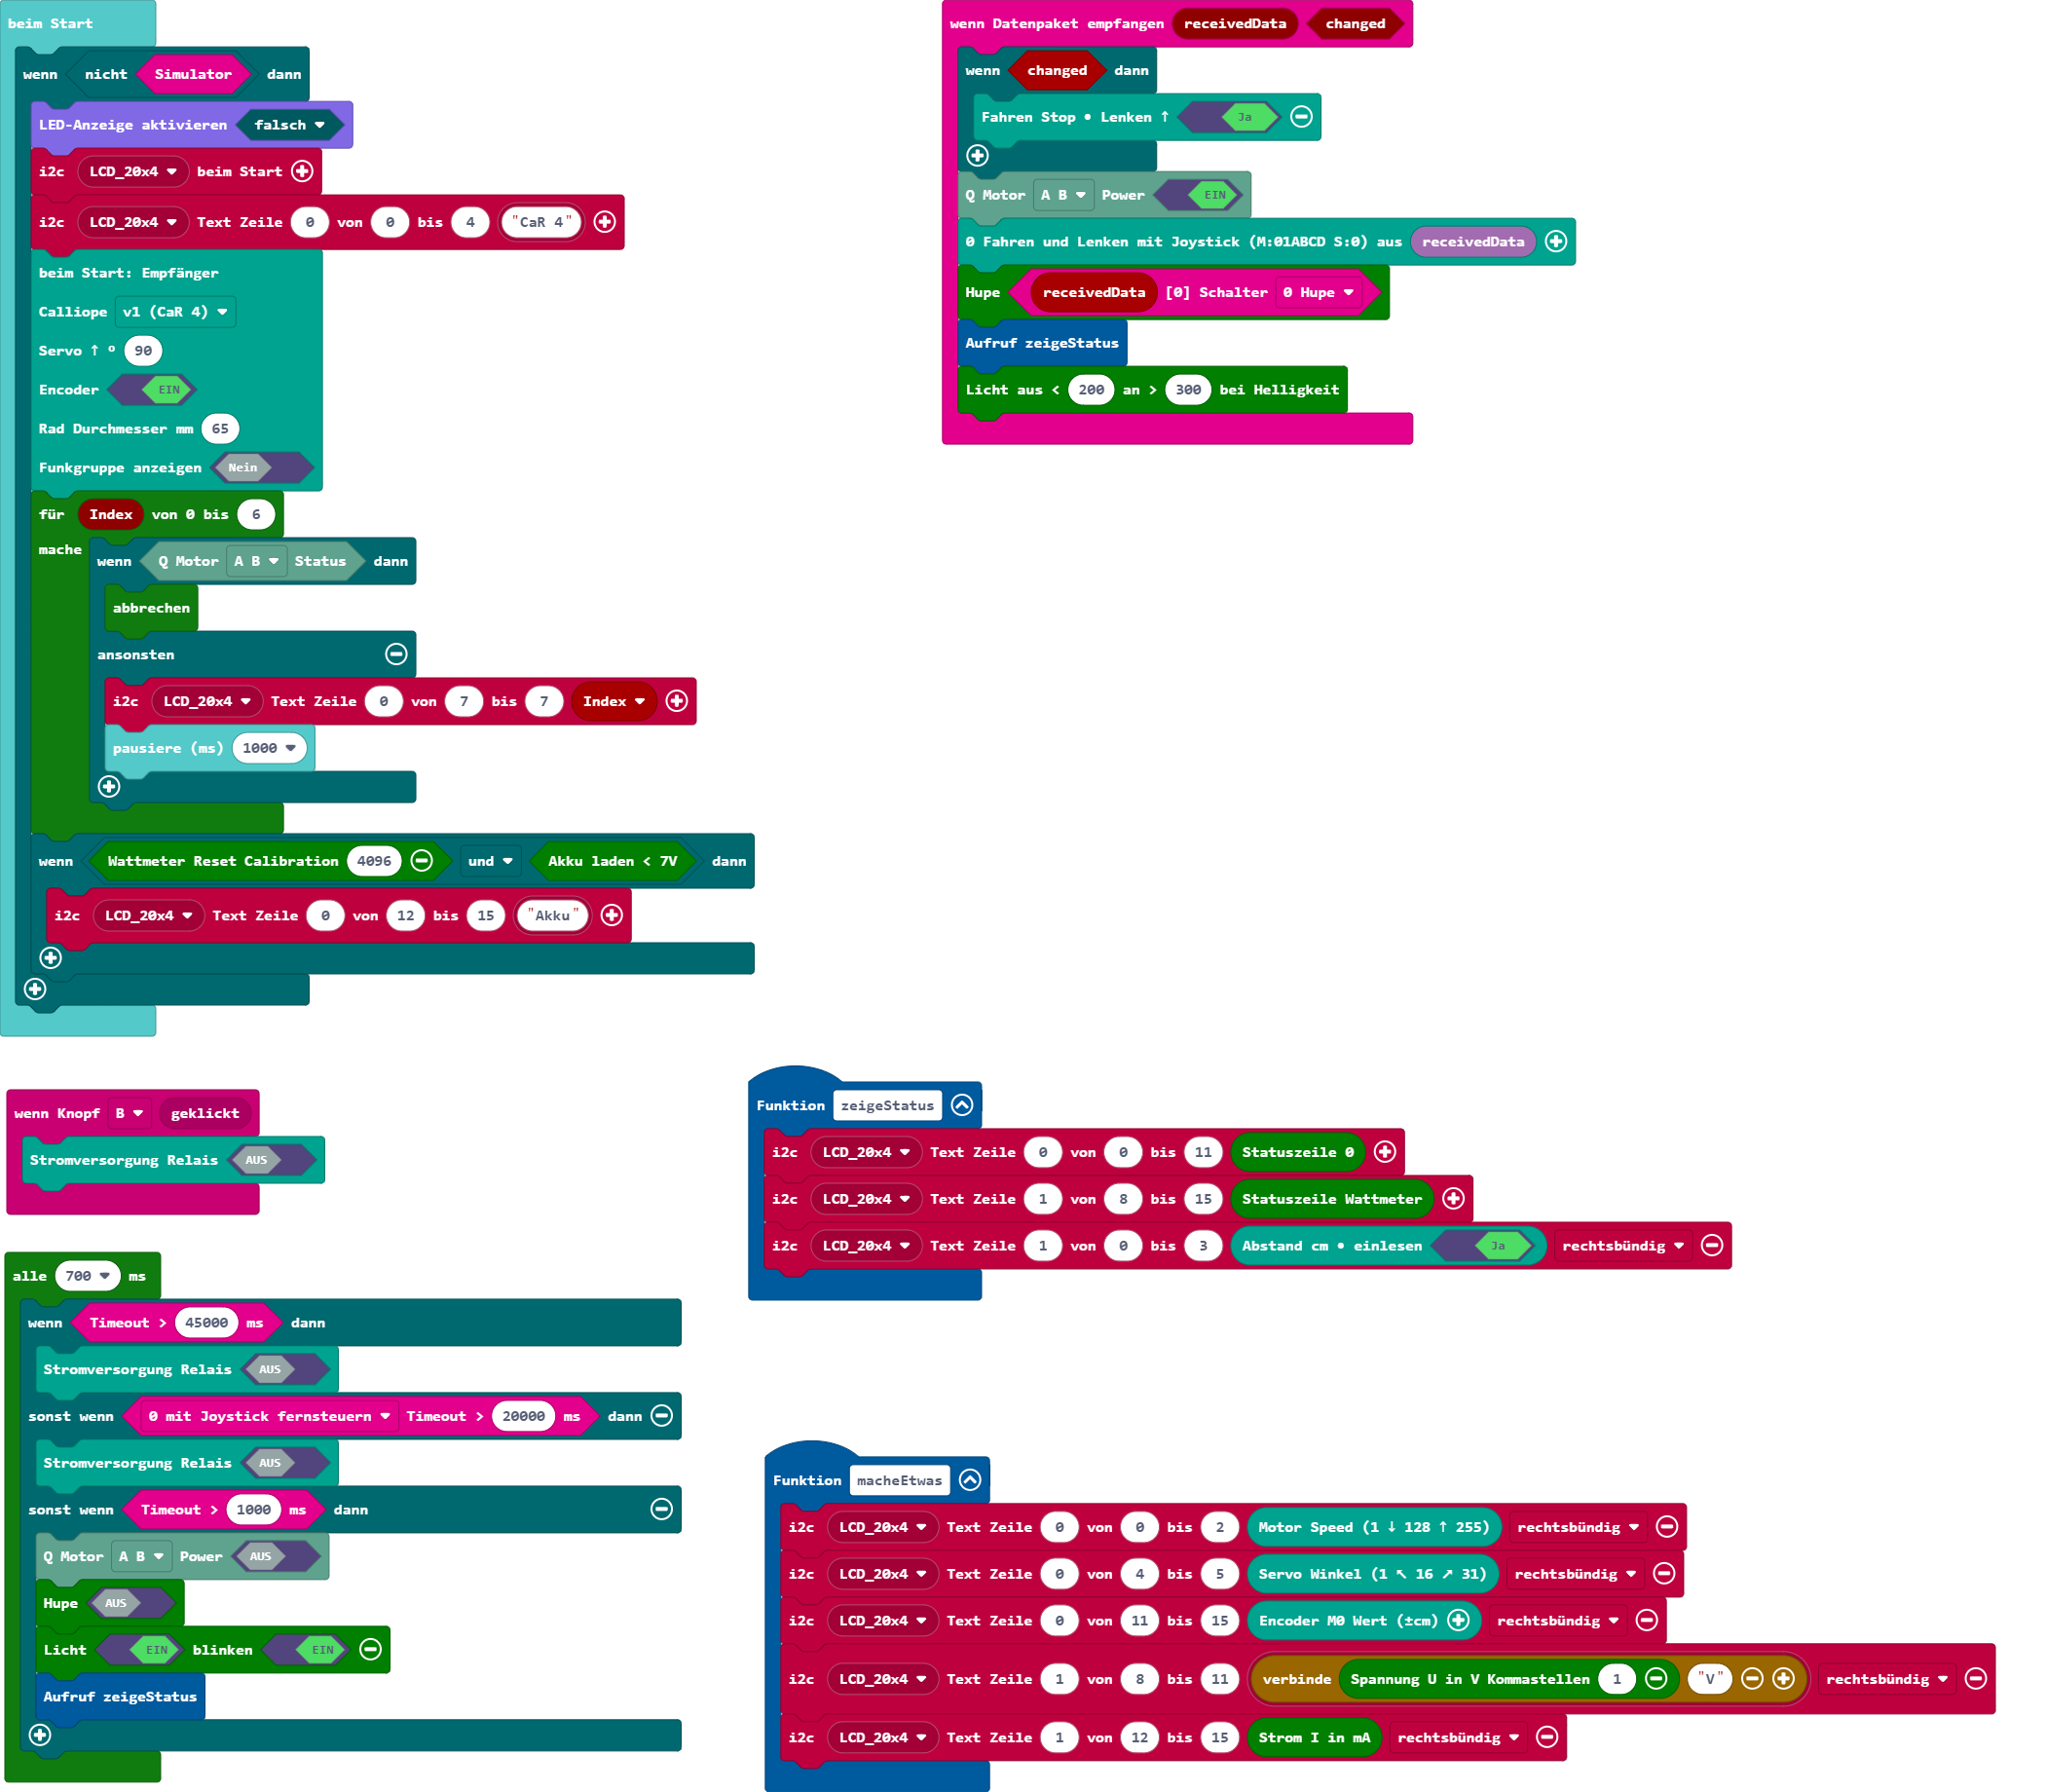 beim Start
wenn nicht Simulator dann
LED-Anzeige aktivieren falsch
i2c LCD_20x4 beim Start
i2c LCD_20x4 Text Zeile 0 von 0 bis 4 "CaR 4"
beim Start: Empfänger
Calliope v1 (CaR 4)
Servo ↑ ° 90
Encoder EIN
Rad Durchmesser mm 65
Funkgruppe anzeigen Nein
für Index von 0 bis 6
mache
wenn Q Motor A B Status dann
abbrechen
ansonsten
i2c LCD_20x4 Text Zeile 0 von 7 bis 7 Index
pausiere (ms) 1000
wenn Wattmeter Reset Calibration 4096 und Akku laden < 7V dann
i2c LCD_20x4 Text Zeile 0 von 12 bis 15 "Akku"
wenn Datenpaket empfangen receivedData changed
wenn changed dann
Fahren Stop • Lenken ↑ Ja
Q Motor A B Power EIN
0 Fahren und Lenken mit Joystick (M:01ABCD S:0) aus receivedData
Hupe receivedData [0] Schalter 0 Hupe
Aufruf zeigeStatus
Licht aus < 200 an > 300 bei Helligkeit
wenn Knopf B geklickt
Stromversorgung Relais AUS
alle 700 ms
wenn Timeout > 45000 ms dann
Stromversorgung Relais AUS
sonst wenn 0 mit Joystick fernsteuern Timeout > 20000 ms dann
Stromversorgung Relais AUS
sonst wenn Timeout > 1000 ms dann
Q Motor A B Power AUS
Hupe AUS
Licht EIN blinken EIN
Aufruf zeigeStatus
Funktion zeigeStatus
i2c LCD_20x4 Text Zeile 0 von 0 bis 11 Statuszeile 0
i2c LCD_20x4 Text Zeile 1 von 8 bis 15 Statuszeile Wattmeter
i2c LCD_20x4 Text Zeile 1 von 0 bis 3 Abstand cm • einlesen Ja rechtsbündig
Funktion macheEtwas
i2c LCD_20x4 Text Zeile 0 von 0 bis 2 Motor Speed (1 ↓ 128 ↑ 255) rechtsbündig
i2c LCD_20x4 Text Zeile 0 von 4 bis 5 Servo Winkel (1 ↖ 16 ↗ 31) rechtsbündig
i2c LCD_20x4 Text Zeile 0 von 11 bis 15 Encoder M0 Wert (±cm) rechtsbündig
i2c LCD_20x4 Text Zeile 1 von 8 bis 11 verbinde Spannung U in V Kommastellen 1 "V" rechtsbündig
i2c LCD_20x4 Text Zeile 1 von 12 bis 15 Strom I in mA rechtsbündig